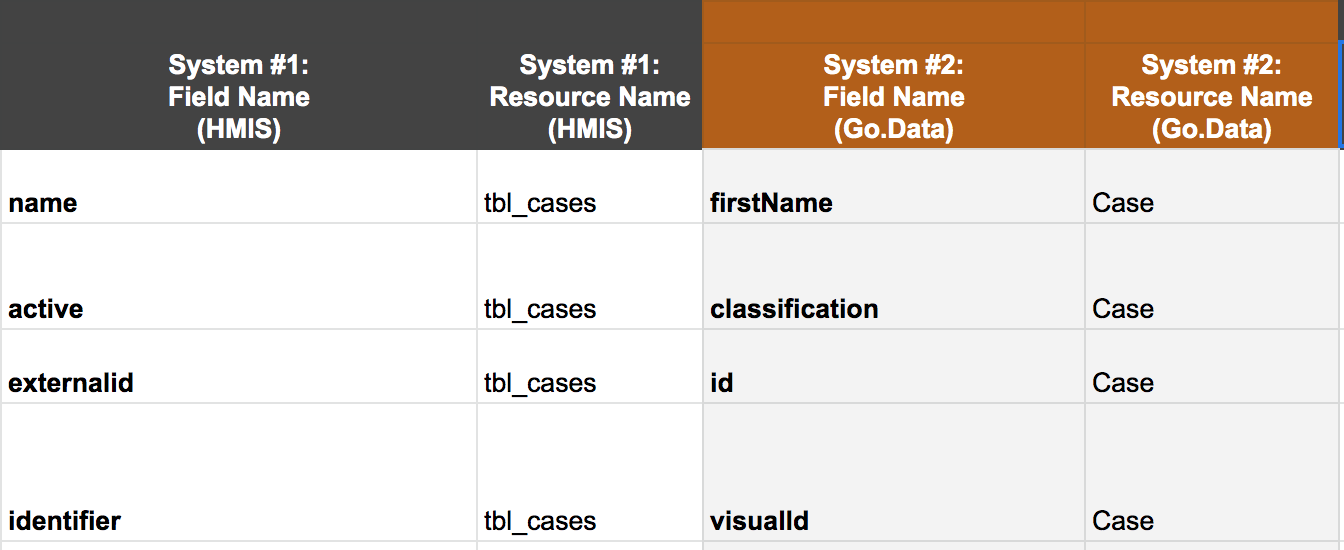 System #1:
Field Name
(HMIS)
System #1:
Resource Name
(HMIS)
System #2:
Field Name
(Go.Data)
System #2:
Resource Name
(Go.Data)
name tbl_cases firstName Case
active tbl_cases classification Case
externalid tbl_cases id Case
identifier tbl_cases visualId Case